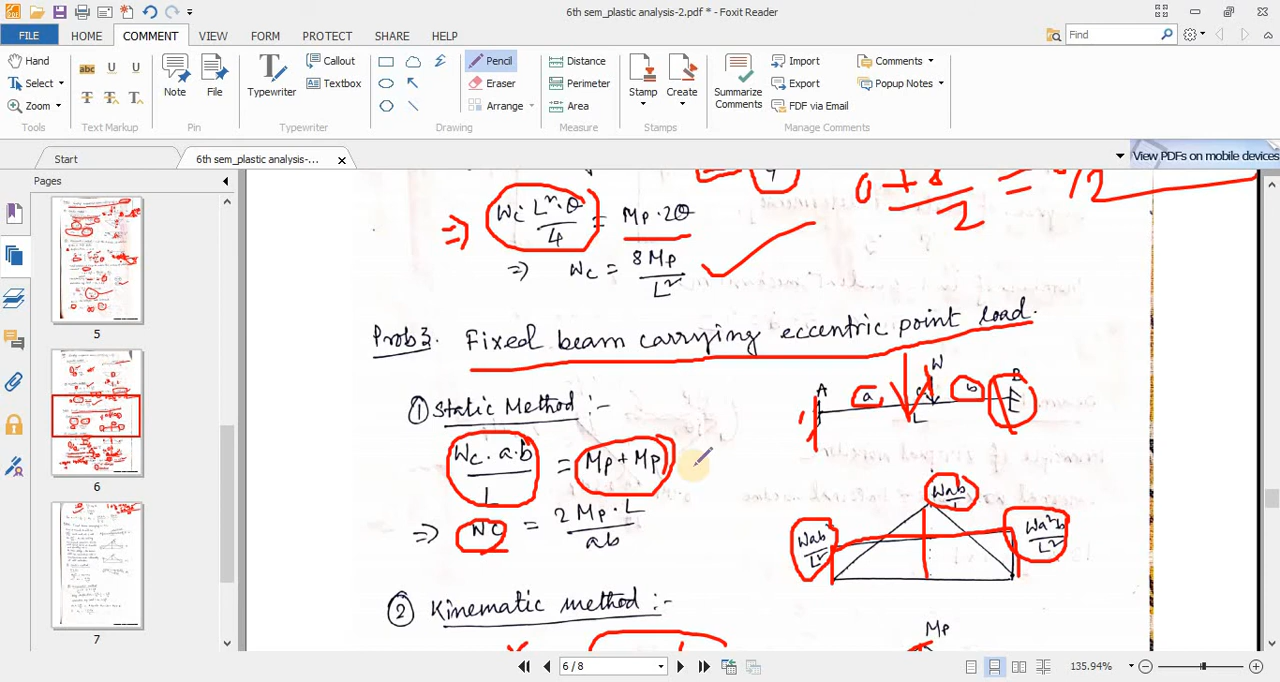 6th sem_plastic analysis-2.pdf * - Foxit Reader
FILE HOME COMMENT VIEW FORM PROTECT SHARE HELP
Find
Hand
Select
Zoom
Tools
abc U U
T T T
Text Markup
Note
File
Pin
Typewriter
Callout
Textbox
Typewriter
Pencil
Eraser
Arrange
Drawing
Distance
Perimeter
Area
Measure
Stamp
Create
Stamps
Summarize
Comments
Import
Export
FDF via Email
Comments
Popup Notes
Manage Comments
Start
6th sem_plastic analysis-...
View PDFs on mobile devices
Pages
5
6
7
⇒ Wc·L²·θ/4 = Mp·2θ
⇒ Wc = 8Mp/L²
Prob 3. Fixed beam carrying eccentric point load.
① Static Method :-
Wc·a·b/L = Mp + Mp
⇒ Wc = 2Mp·L/ab
② Kinematic method :-
A a W b B
L
Wab/L
Wab²/L²
Wa²b/L²
Mp
6 / 8
135.94%